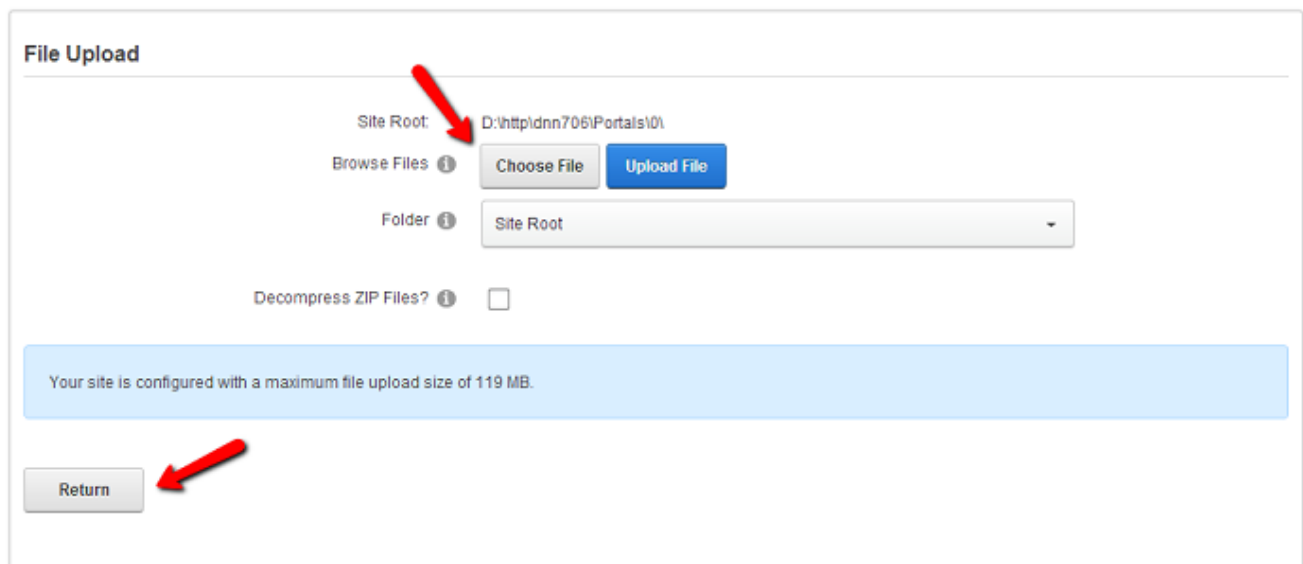 File Upload
Site Root: D:\http\dnn706\Portals\0\
Browse Files Choose File Upload File
Folder Site Root
Decompress ZIP Files?
Your site is configured with a maximum file upload size of 119 MB.
Return